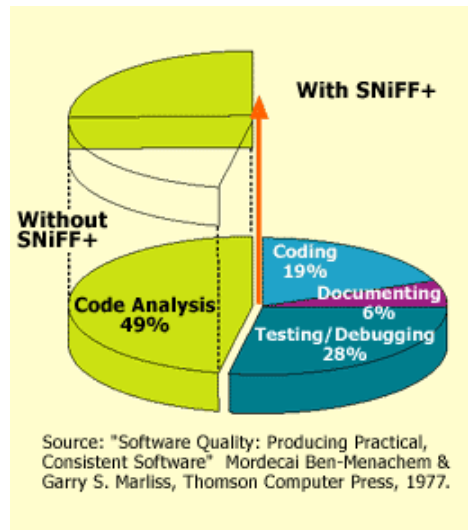 With SNiFF+
Without
SNiFF+
Coding
19%
Code Analysis
49%
Documenting
6%
Testing/Debugging
28%
Source: "Software Quality: Producing Practical,
Consistent Software" Mordecai Ben-Menachem &
Garry S. Marliss, Thomson Computer Press, 1977.